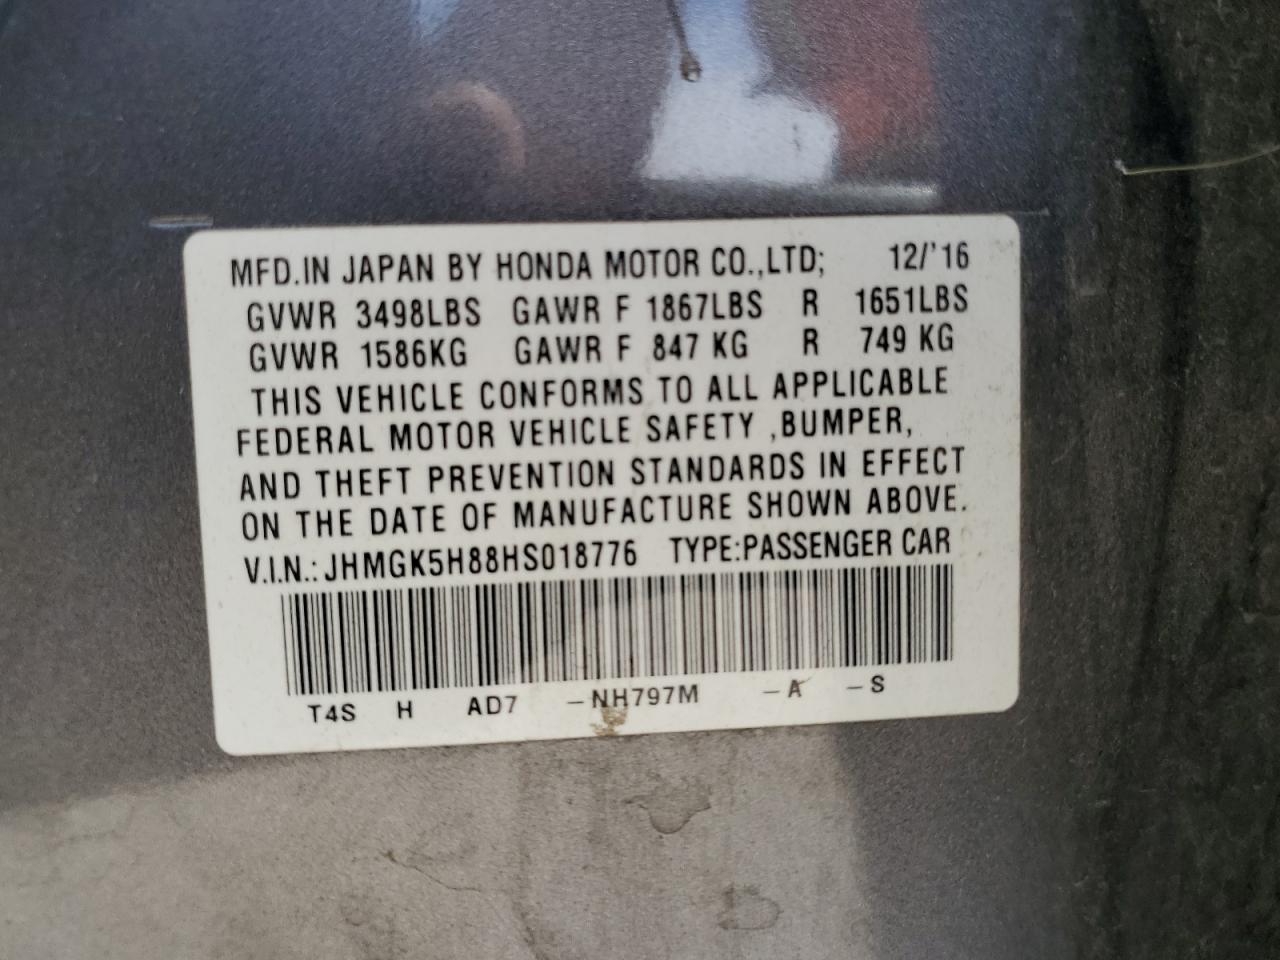 MFD.IN JAPAN BY HONDA MOTOR CO.,LTD; 12/'16
GVWR 3498LBS GAWR F 1867LBS R 1651LBS
GVWR 1586KG GAWR F 847 KG R 749 KG
THIS VEHICLE CONFORMS TO ALL APPLICABLE
FEDERAL MOTOR VEHICLE SAFETY ,BUMPER,
AND THEFT PREVENTION STANDARDS IN EFFECT
ON THE DATE OF MANUFACTURE SHOWN ABOVE.
V.I.N.: JHMGK5H88HS018776 TYPE:PASSENGER CAR
T4S H AD7 -NH797M -A -S